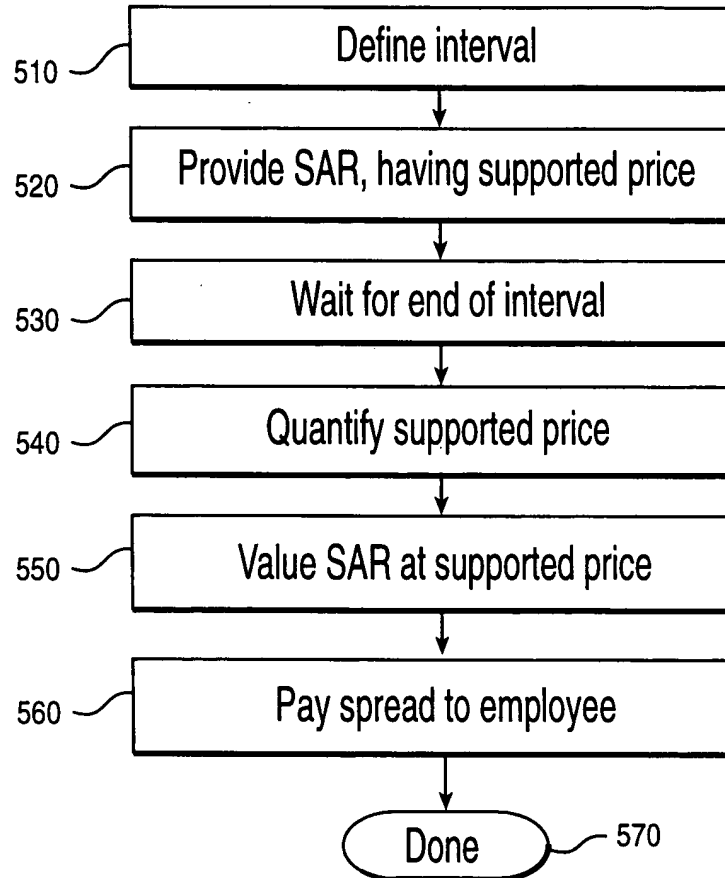 510 Define interval
520 Provide SAR, having supported price
530 Wait for end of interval
540 Quantify supported price
550 Value SAR at supported price
560 Pay spread to employee
Done 570